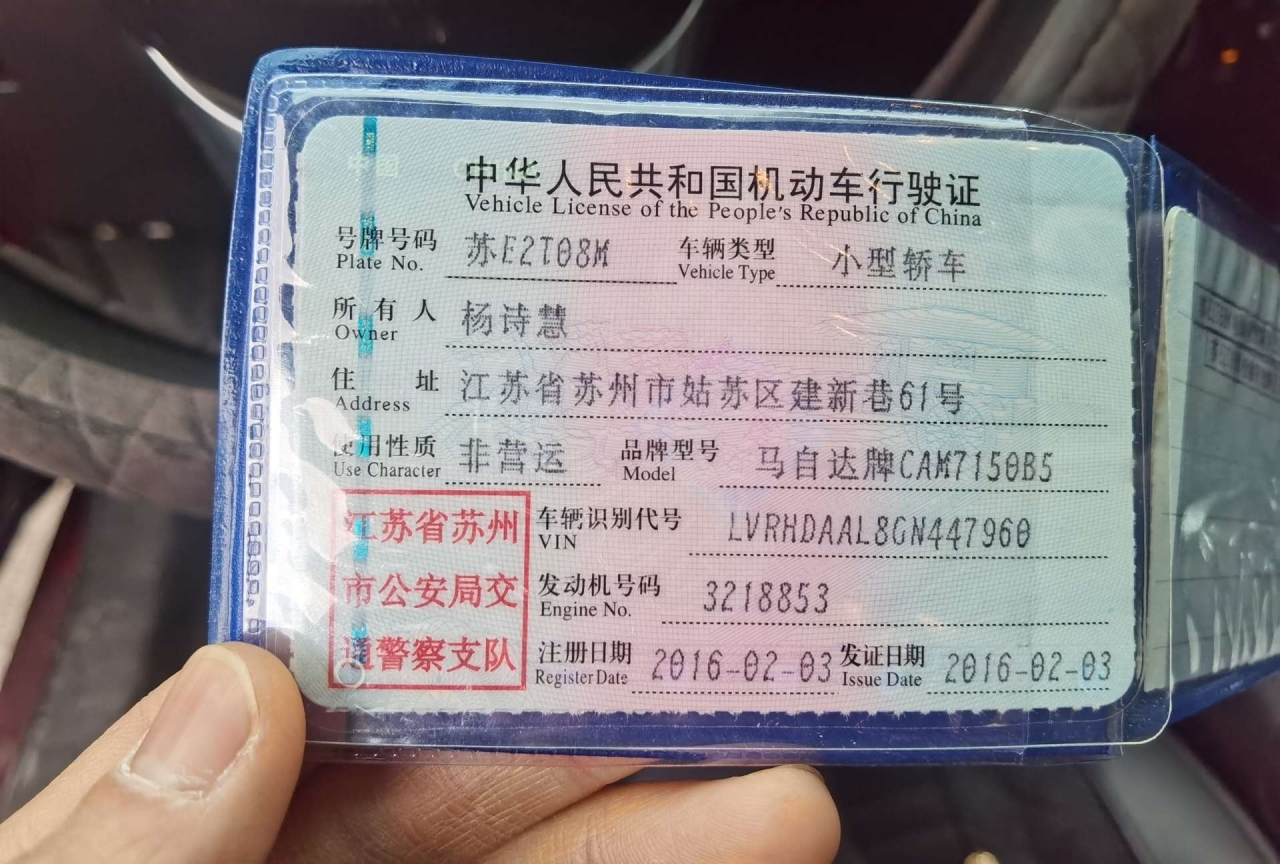 中华人民共和国机动车行驶证
Vehicle License of the People's Republic of China
号牌号码 苏E2T08M 车辆类型 小型轿车
Plate No. Vehicle Type
所有人 杨诗慧
Owner
住址 江苏省苏州市姑苏区建新巷61号
Address
使用性质 非营运 品牌型号 马自达牌CAM7150B5
Use Character Model
江苏省苏州
市公安局交
通警察支队
车辆识别代号 LVRHDAAL8GN447960
VIN
发动机号码 3218853
Engine No.
注册日期 2016-02-03 发证日期 2016-02-03
Register Date Issue Date